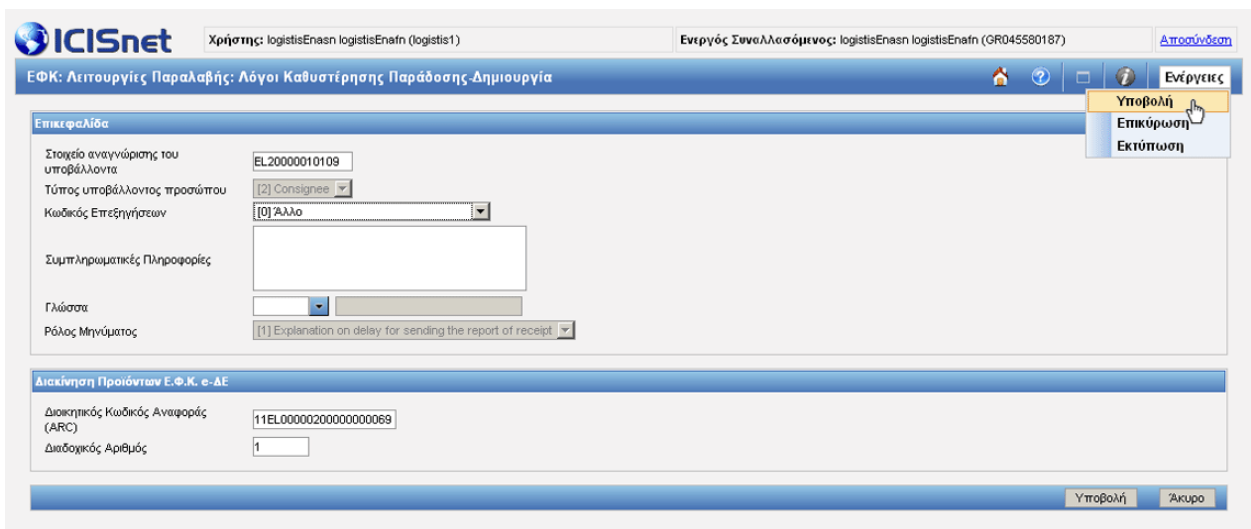 ICISnet
Χρήστης: logistisEnasn logistisEnafn (logistis1)
Ενεργός Συναλλασόμενος: logistisEnasn logistisEnafn (GR045580187)
Αποσύνδεση
ΕΦΚ: Λειτουργίες Παραλαβής: Λόγοι Καθυστέρησης Παράδοσης-Δημιουργία
Ενέργειες
Υποβολή
Επικύρωση
Εκτύπωση
Επικεφαλίδα
Στοιχείο αναγνώρισης του
υποβάλλοντα
EL20000010109
Τύπος υποβάλλοντος προσώπου
[2] Consignee
Κωδικός Επεξηγήσεων
[0] Άλλο
Συμπληρωματικές Πληροφορίες
Γλώσσα
Ρόλος Μηνύματος
[1] Explanation on delay for sending the report of receipt
Διακίνηση Προϊόντων Ε.Φ.Κ. e-ΔΕ
Διοικητικός Κωδικός Αναφοράς
(ARC)
11EL00000200000000069
Διαδοχικός Αριθμός
1
Υποβολή
Άκυρο